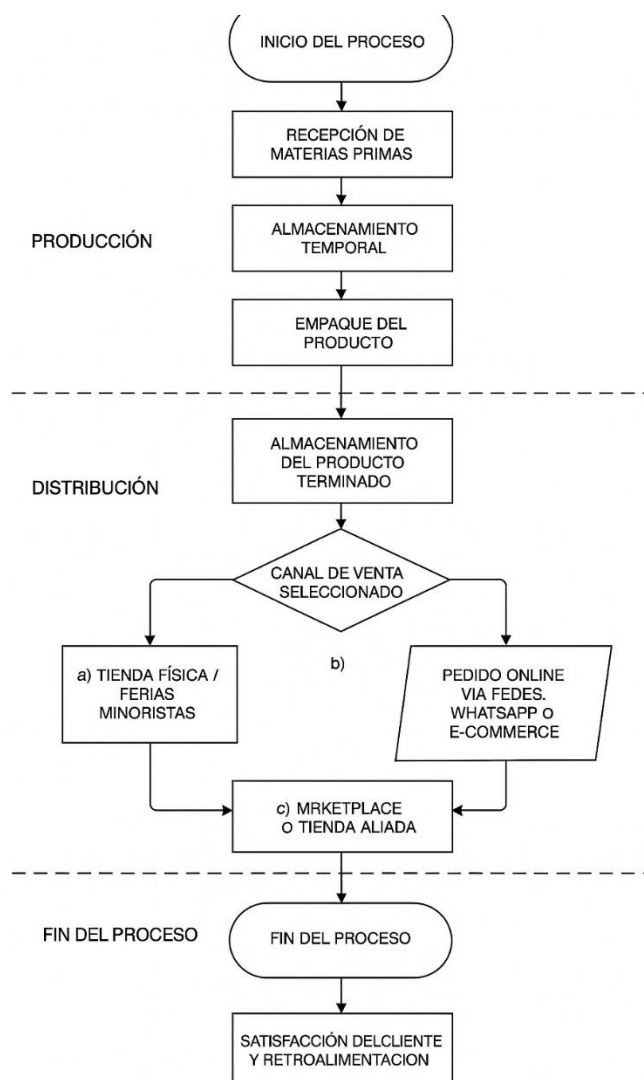 INICIO DEL PROCESO
RECEPCIÓN DE
MATERIAS PRIMAS
PRODUCCIÓN
ALMACENAMIENTO
TEMPORAL
EMPAQUE DEL
PRODUCTO
DISTRIBUCIÓN
ALMACENAMIENTO
DEL PRODUCTO
TERMINADO
CANAL DE VENTA
SELECCIONADO
a) TIENDA FÍSICA /
FERIAS
MINORISTAS
b)
PEDIDO ONLINE
VIA FEDES.
WHATSAPP O
E-COMMERCE
c) MRKETPLACE
O TIENDA ALIADA
FIN DEL PROCESO
FIN DEL PROCESO
SATISFACCIÓN DELCLIENTE
Y RETROALIMENTACION